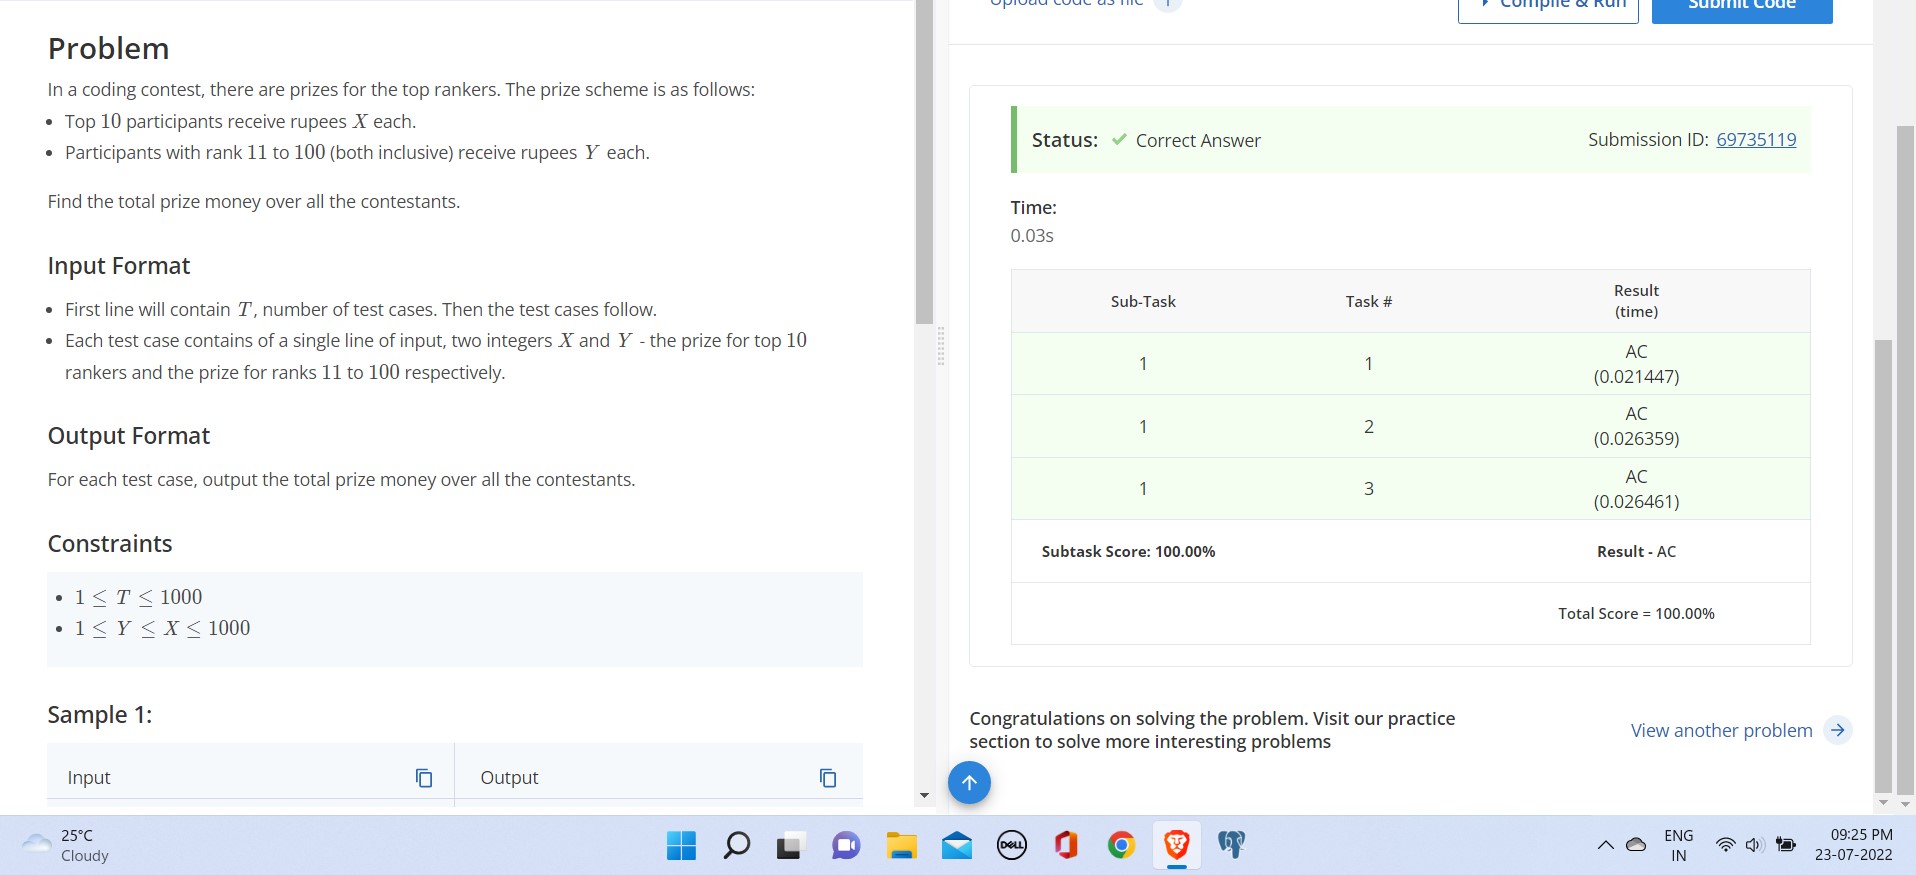 Problem
In a coding contest, there are prizes for the top rankers. The prize scheme is as follows:
• Top 10 participants receive rupees X each.
• Participants with rank 11 to 100 (both inclusive) receive rupees Y each.
Find the total prize money over all the contestants.
Input Format
• First line will contain T, number of test cases. Then the test cases follow.
• Each test case contains of a single line of input, two integers X and Y - the prize for top 10
rankers and the prize for ranks 11 to 100 respectively.
Output Format
For each test case, output the total prize money over all the contestants.
Constraints
• 1 ≤ T ≤ 1000
• 1 ≤ Y ≤ X ≤ 1000
Sample 1:
Input
Output
Upload code as file
Compile & Run
Submit Code
Status: ✓ Correct Answer
Submission ID: 69735119
Time:
0.03s
Sub-Task Task # Result
(time)
1 1 AC
(0.021447)
1 2 AC
(0.026359)
1 3 AC
(0.026461)
Subtask Score: 100.00% Result - AC
Total Score = 100.00%
Congratulations on solving the problem. Visit our practice
section to solve more interesting problems
View another problem
25°C
Cloudy
DELL
ENG
IN
09:25 PM
23-07-2022